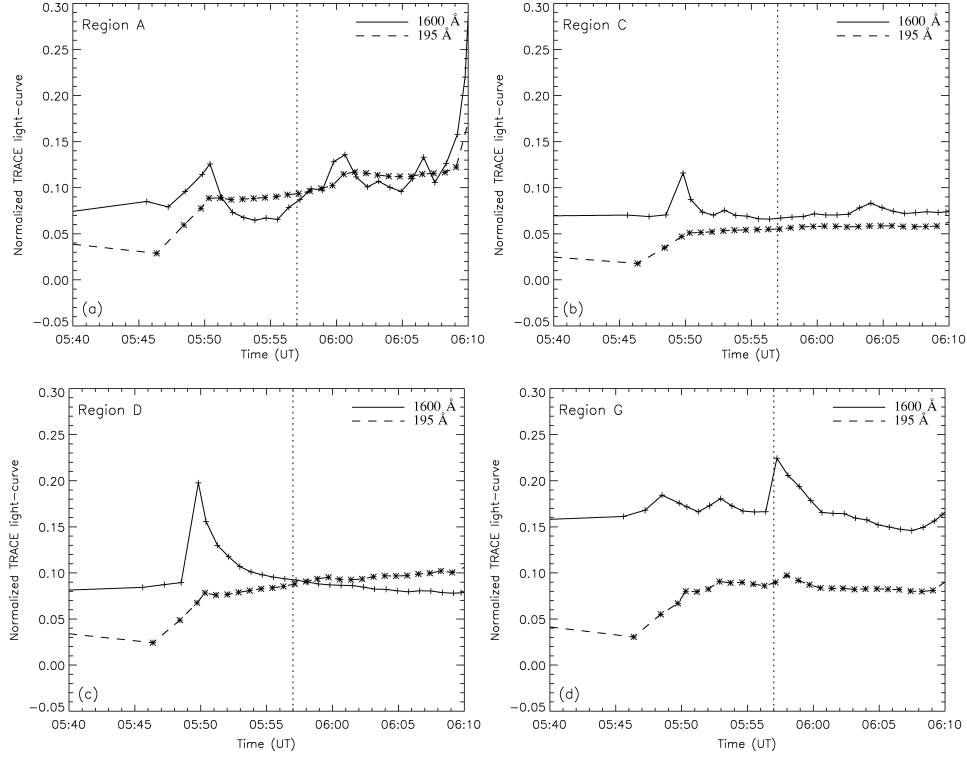 Region A
1600 Å
195 Å
0.30
0.25
0.20
0.15
0.10
0.05
0.00
−0.05
Normalized TRACE light−curve
(a)
05:40 05:45 05:50 05:55 06:00 06:05 06:10
Time (UT)
Region C
1600 Å
195 Å
0.30
0.25
0.20
0.15
0.10
0.05
0.00
−0.05
Normalized TRACE light−curve
(b)
05:40 05:45 05:50 05:55 06:00 06:05 06:10
Time (UT)
Region D
1600 Å
195 Å
0.30
0.25
0.20
0.15
0.10
0.05
0.00
−0.05
Normalized TRACE light−curve
(c)
05:40 05:45 05:50 05:55 06:00 06:05 06:10
Time (UT)
Region G
1600 Å
195 Å
0.30
0.25
0.20
0.15
0.10
0.05
0.00
−0.05
Normalized TRACE light−curve
(d)
05:40 05:45 05:50 05:55 06:00 06:05 06:10
Time (UT)